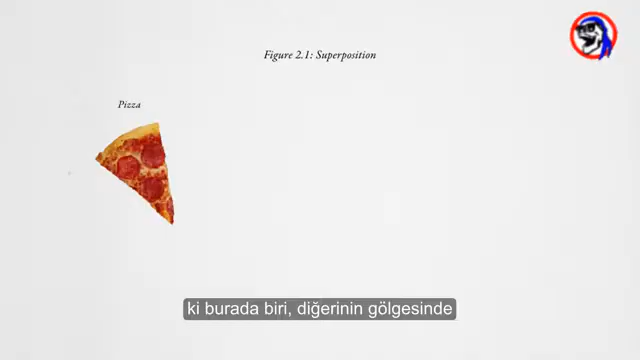 Figure 2.1: Superposition
Pizza
ki burada biri, diğerinin gölgesinde